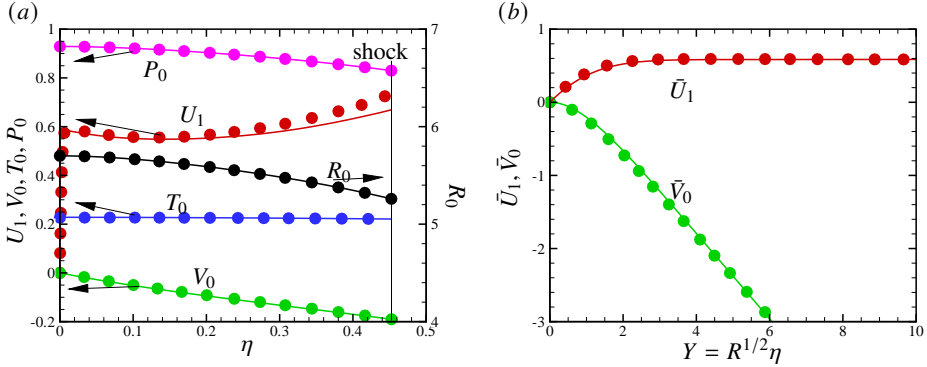 (a)
1
0.8
0.6
0.4
0.2
0
-0.2
U₁, V₀, T₀, P₀
0
0.1
0.2
0.3
0.4
0.5
η
7
6
5
4
R₀
shock
P₀
U₁
R₀
T₀
V₀
(b)
1
0
-1
-2
-3
Ū₁, V̄₀
0
2
4
6
8
10
Y = R^{1/2}η
Ū₁
V̄₀